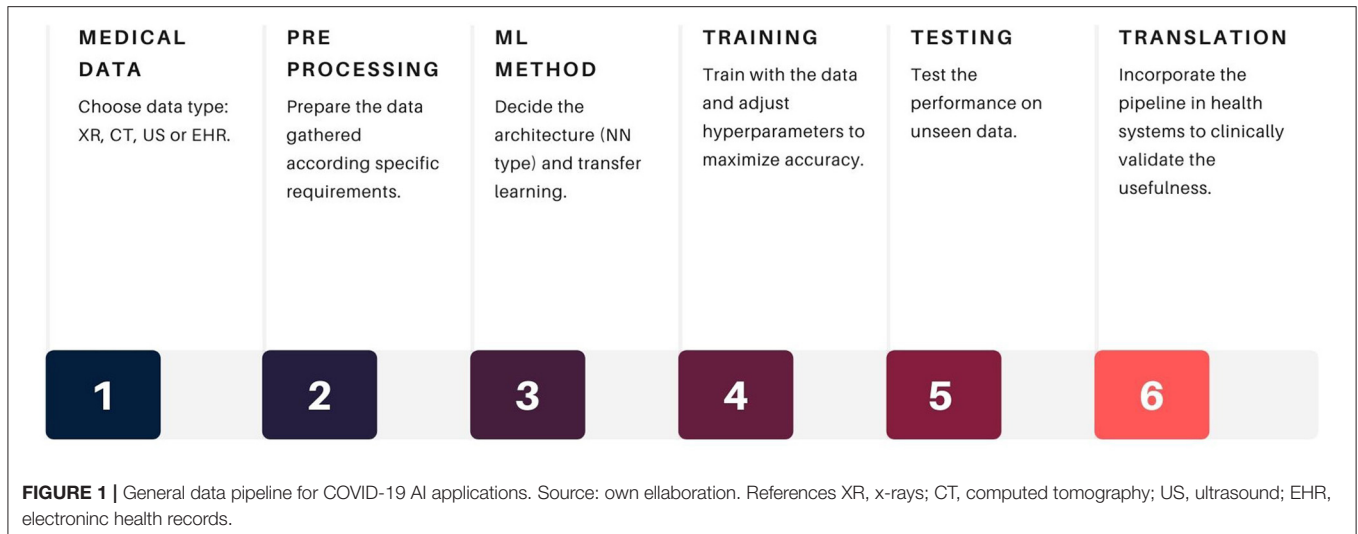 MEDICAL
DATA
Choose data type:
XR, CT, US or EHR.
PRE
PROCESSING
Prepare the data
gathered
according specific
requirements.
ML
METHOD
Decide the
architecture (NN
type) and transfer
learning.
TRAINING
Train with the data
and adjust
hyperparameters to
maximize accuracy.
TESTING
Test the
performance on
unseen data.
TRANSLATION
Incorporate the
pipeline in health
systems to clinically
validate the
usefulness.
1
2
3
4
5
6
FIGURE 1 | General data pipeline for COVID-19 AI applications. Source: own ellaboration. References XR, x-rays; CT, computed tomography; US, ultrasound; EHR,
electroninc health records.